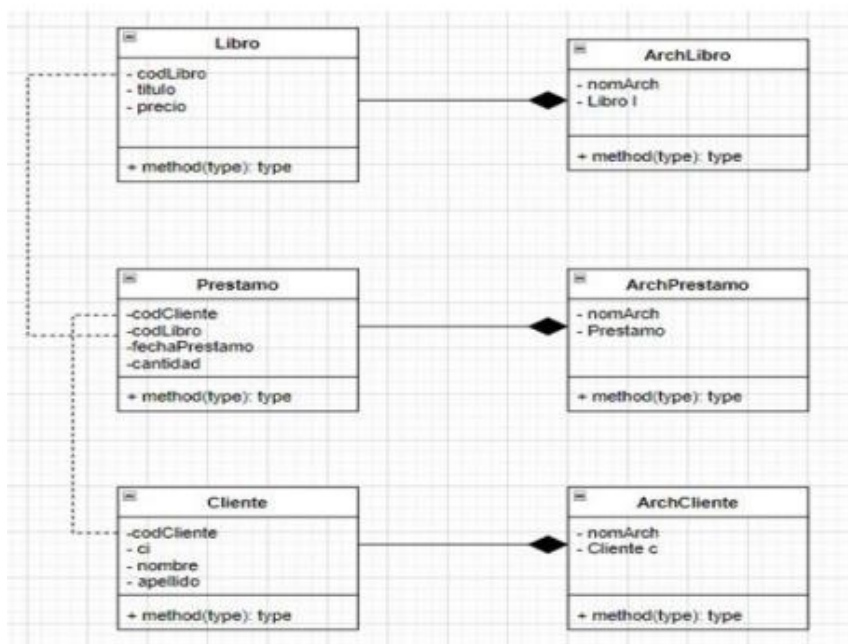 Libro
- codLibro
- titulo
- precio
+ method(type): type
ArchLibro
- nomArch
- Libro l
+ method(type): type
Prestamo
-codCliente
-codLibro
-fechaPrestamo
-cantidad
+ method(type): type
ArchPrestamo
- nomArch
- Prestamo
+ method(type): type
Cliente
-codCliente
- ci
- nombre
- apellido
+ method(type): type
ArchCliente
- nomArch
- Cliente c
+ method(type): type